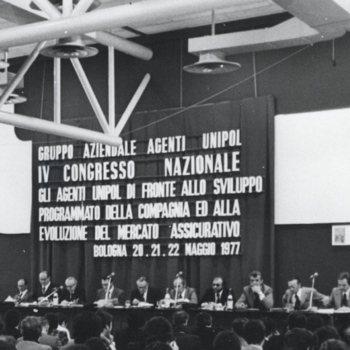 GRUPPO AZIENDALE AGENTI UNIPOL
IV CONGRESSO NAZIONALE
GLI AGENTI UNIPOL DI FRONTE ALLO SVILUPPO
PROGRAMMATO DELLA COMPAGNIA ED ALLA
EVOLUZIONE DEL MERCATO ASSICURATIVO
BOLOGNA 20.21.22 MAGGIO 1977